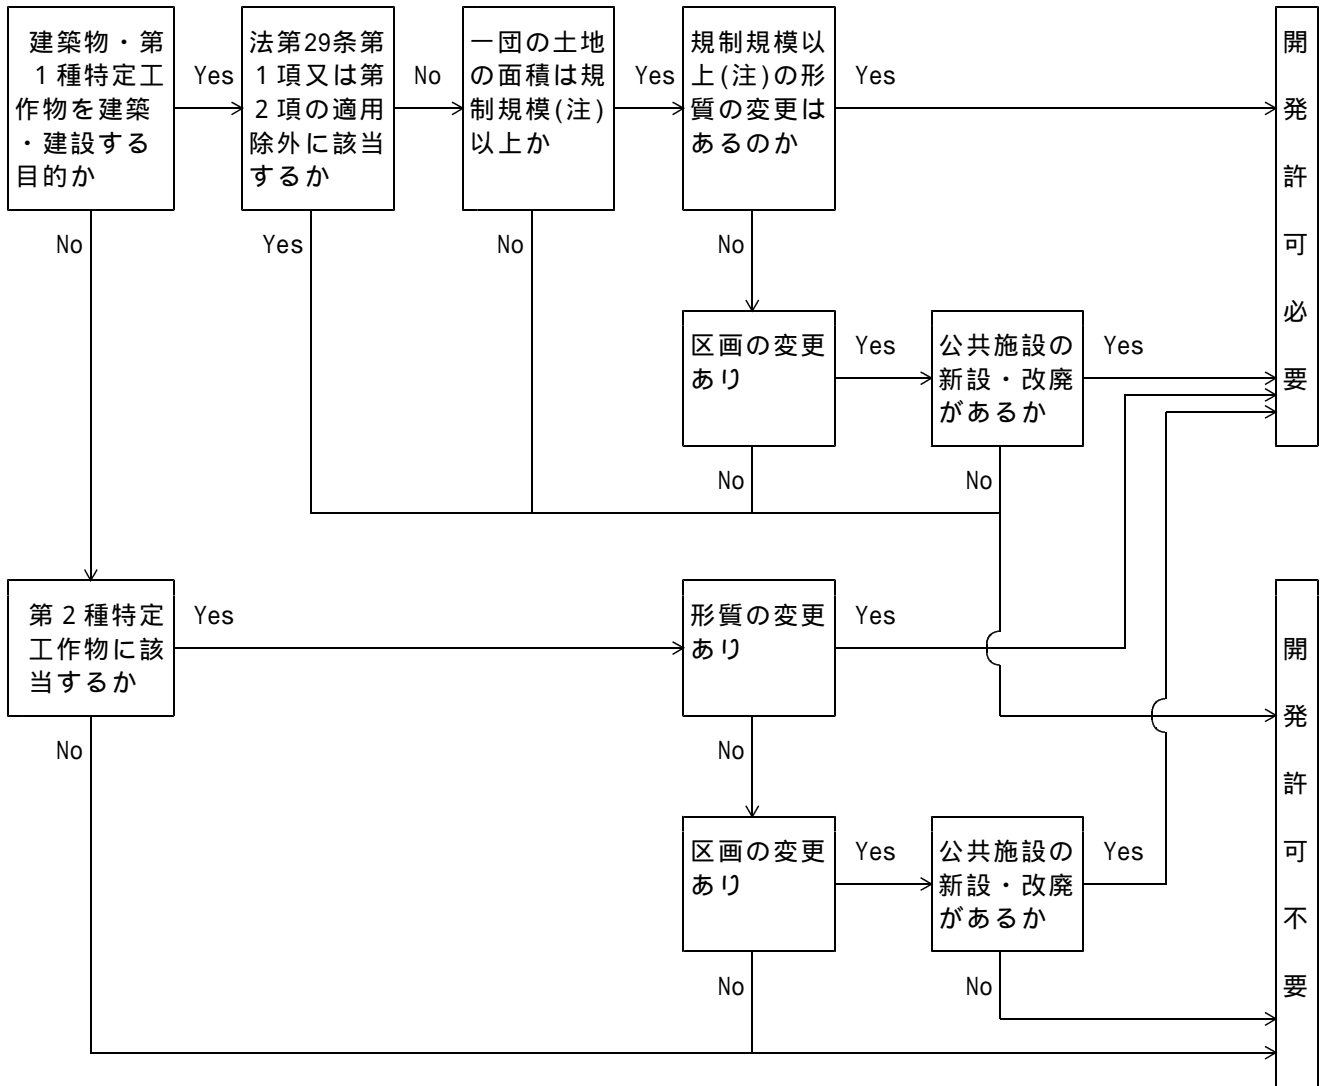 建築物・第
1種特定工
作物を建築
・建設する
目的か
Yes
法第29条第
1項又は第
2項の適用
除外に該当
するか
No
一団の土地
の面積は規
制規模(注)
以上か
Yes
規制規模以
上(注)の形
質の変更は
あるのか
Yes
開発許可必要
No
Yes
No
No
区画の変更
あり
Yes
公共施設の
新設・改廃
があるか
Yes
No
No
第2種特定
工作物に該
当するか
Yes
形質の変更
あり
Yes
開発許可不要
No
No
区画の変更
あり
Yes
公共施設の
新設・改廃
があるか
Yes
No
No